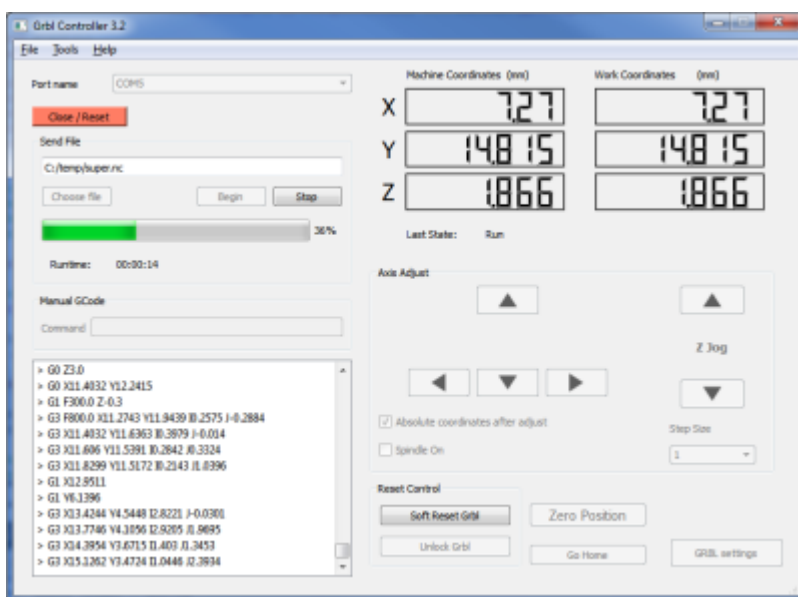 Grbl Controller 3.2
File Tools Help
Port name COM5
Close / Reset
Send File
C:/temp/super.nc
Choose file Begin Stop
36%
Runtime: 00:00:14
Manual GCode
Command
> G0 Z3.0
> G0 X11.4032 Y12.2415
> G1 F300.0 Z-0.3
> G3 F800.0 X11.2743 Y11.9439 I0.2575 J-0.2884
> G3 X11.4032 Y11.6363 I0.3979 J-0.014
> G3 X11.606 Y11.5391 I0.2842 J0.3324
> G3 X11.8299 Y11.5172 I0.2143 J1.0396
> G1 X12.9511
> G1 Y6.1396
> G3 X13.4244 Y4.5448 I2.8221 J-0.0301
> G3 X13.7746 Y4.1056 I2.9205 J1.9695
> G3 X14.3954 Y3.6715 I1.403 J1.3453
> G3 X15.1262 Y3.4724 I1.0446 J2.3934
Machine Coordinates (mm) Work Coordinates (mm)
X 7.27 7.27
Y 14.815 14.815
Z 1.866 1.866
Last State: Run
Axis Adjust
Z Jog
Absolute coordinates after adjust
Spindle On
Step Size
1
Reset Control
Soft Reset Grbl
Unlock Grbl
Zero Position
Go Home
GRBL settings